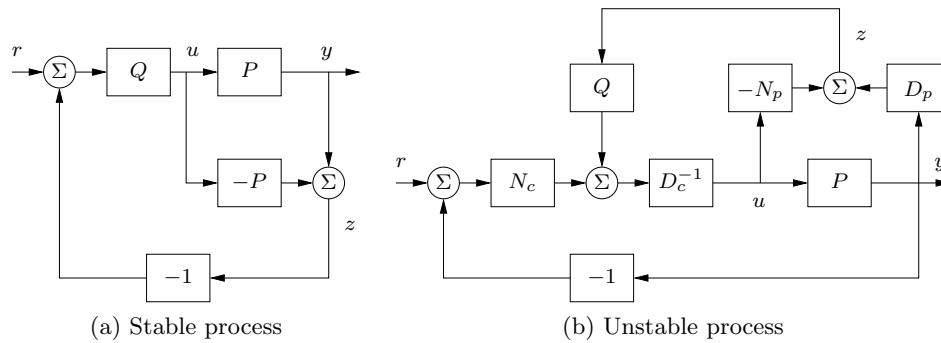 z
r
Σ
Q
u
P
y
Q
−N_p
Σ
D_p
−P
Σ
r
Σ
N_c
Σ
D_c^{−1}
u
P
y
z
−1
−1
(a) Stable process
(b) Unstable process